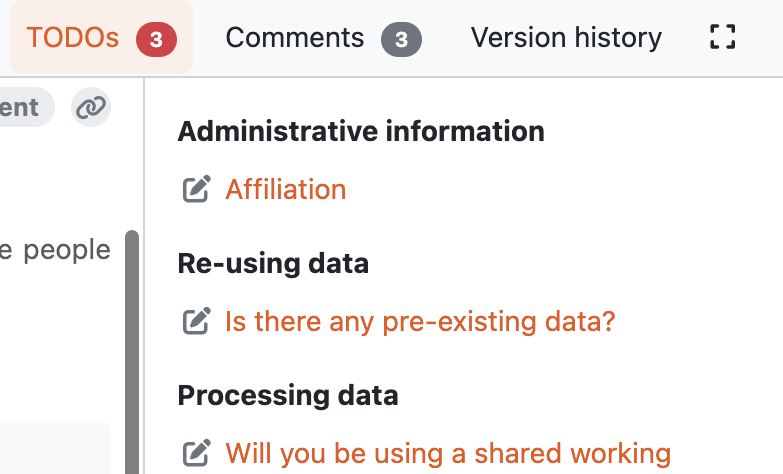 TODOs 3 Comments 3 Version history
ent
Administrative information
Affiliation
e people
Re-using data
Is there any pre-existing data?
Processing data
Will you be using a shared working